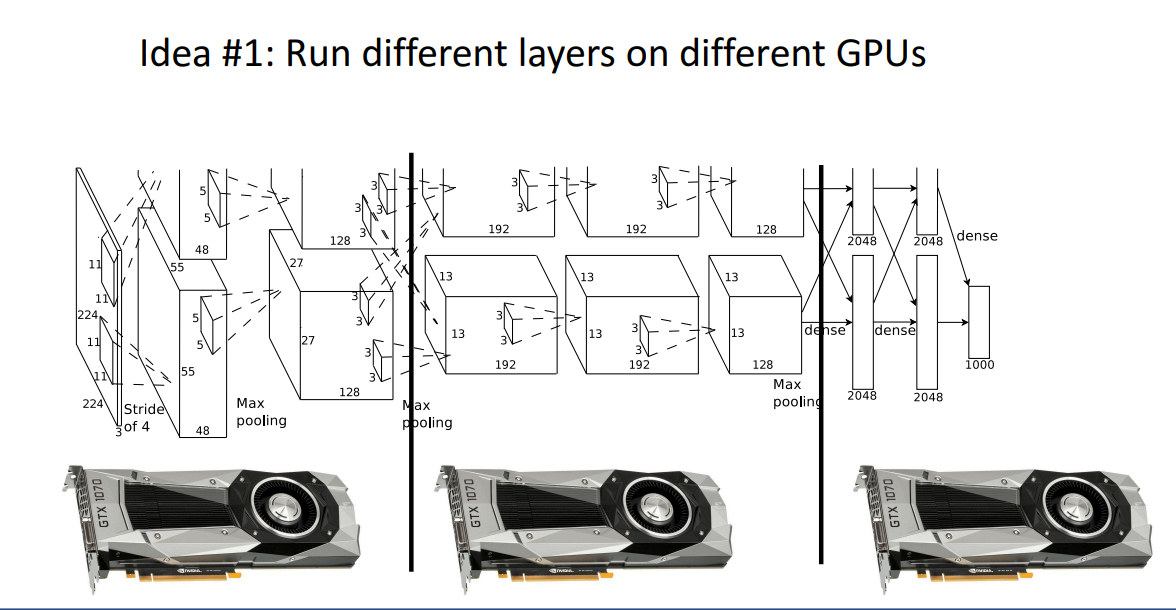 Idea #1: Run different layers on different GPUs
5
5
48
128
3
3
3
3
192
3
3
192
3
3
128
2048
2048
dense
11
11
224
11
11
224
3
Stride
of 4
55
5
5
55
48
Max
pooling
27
27
3
3
3
3
128
Max
pooling
13
13
3
3
192
13
13
3
3
192
13
13
128
Max
pooling
dense
dense
2048
2048
1000
GTX 1070
NVIDIA
GTX 1070
NVIDIA
GTX 1070
NVIDIA